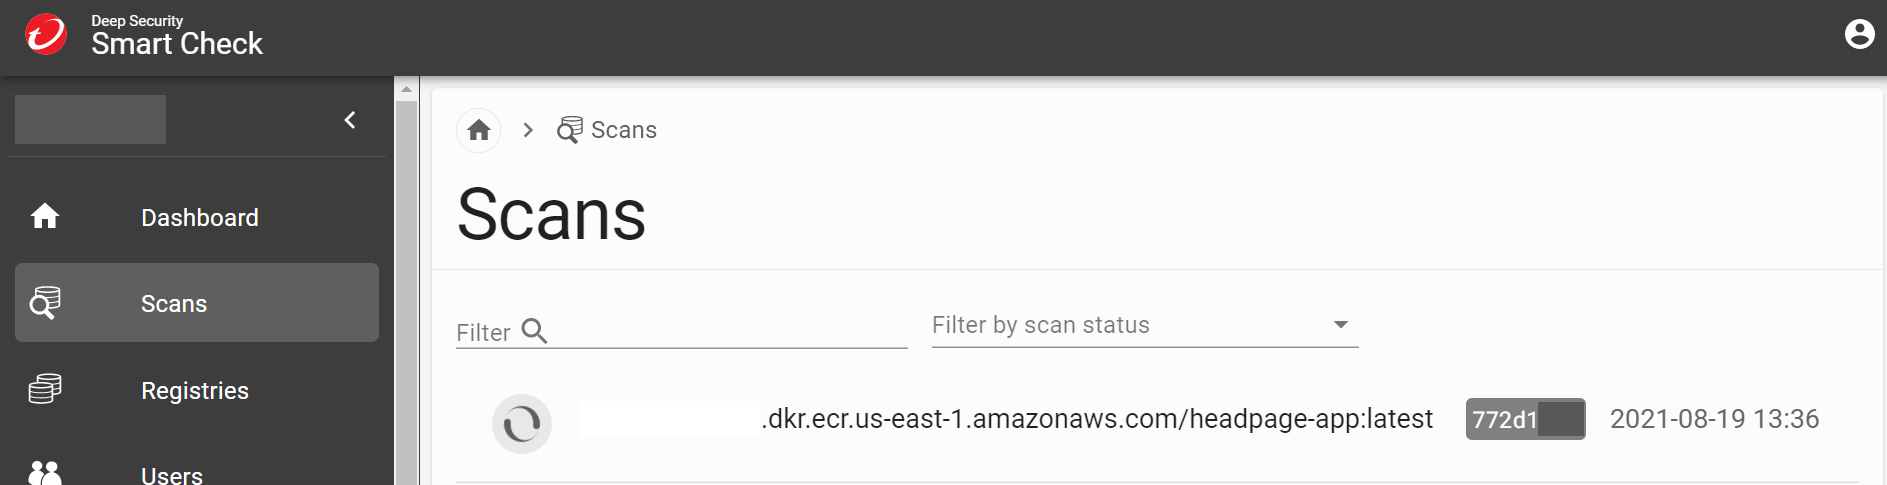 Deep Security
Smart Check
Scans
Dashboard
Scans
Registries
Users
Scans
Filter
Filter by scan status
.dkr.ecr.us-east-1.amazonaws.com/headpage-app:latest 772d1 2021-08-19 13:36